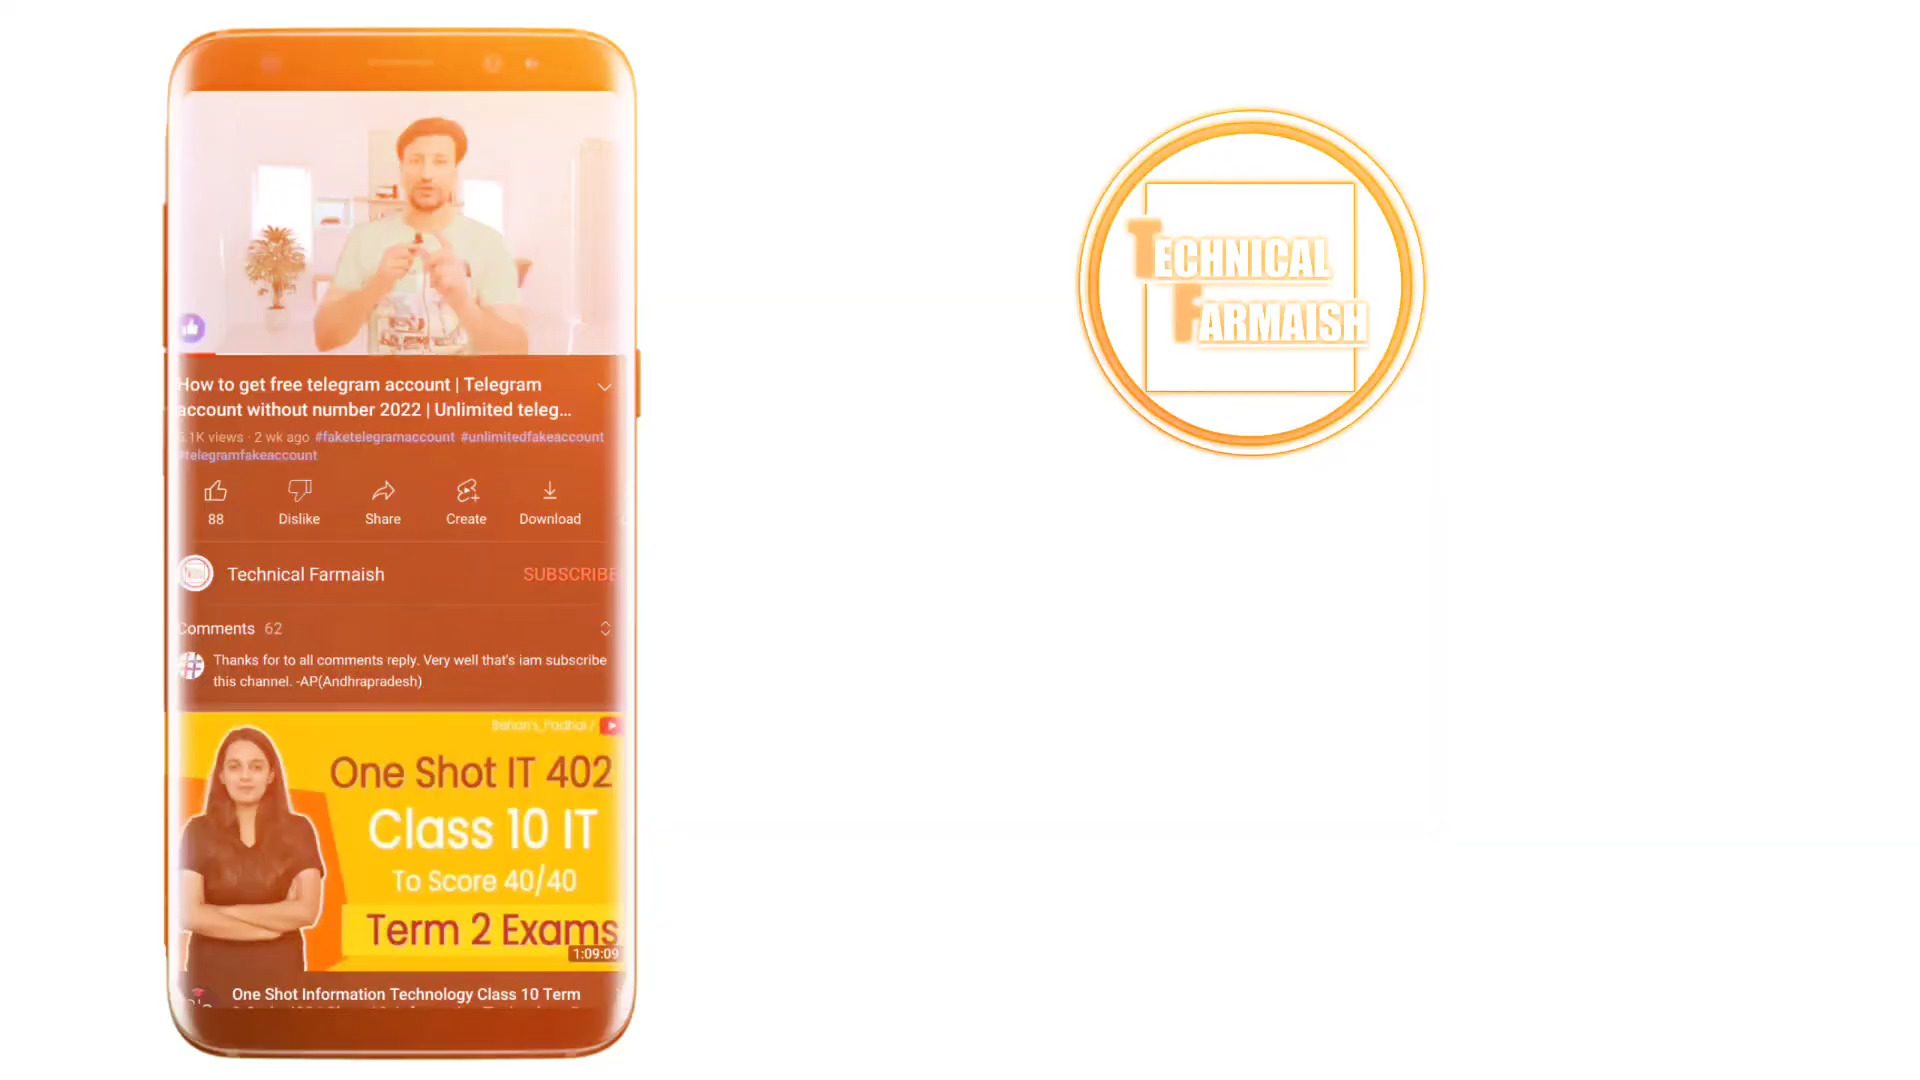 How to get free telegram account | Telegram
account without number 2022 | Unlimited teleg...
5.1K views · 2 wk ago #faketelegramaccount #unlimitedfakeaccount
#telegramfakeaccount
88 Dislike Share Create Download
Technical Farmaish SUBSCRIBE
Comments 62
Thanks for to all comments reply. Very well that's iam subscribe
this channel. -AP(Andhrapradesh)
One Shot IT 402
Class 10 IT
To Score 40/40
Term 2 Exams
1:09:09
One Shot Information Technology Class 10 Term
TECHNICAL
FARMAISH